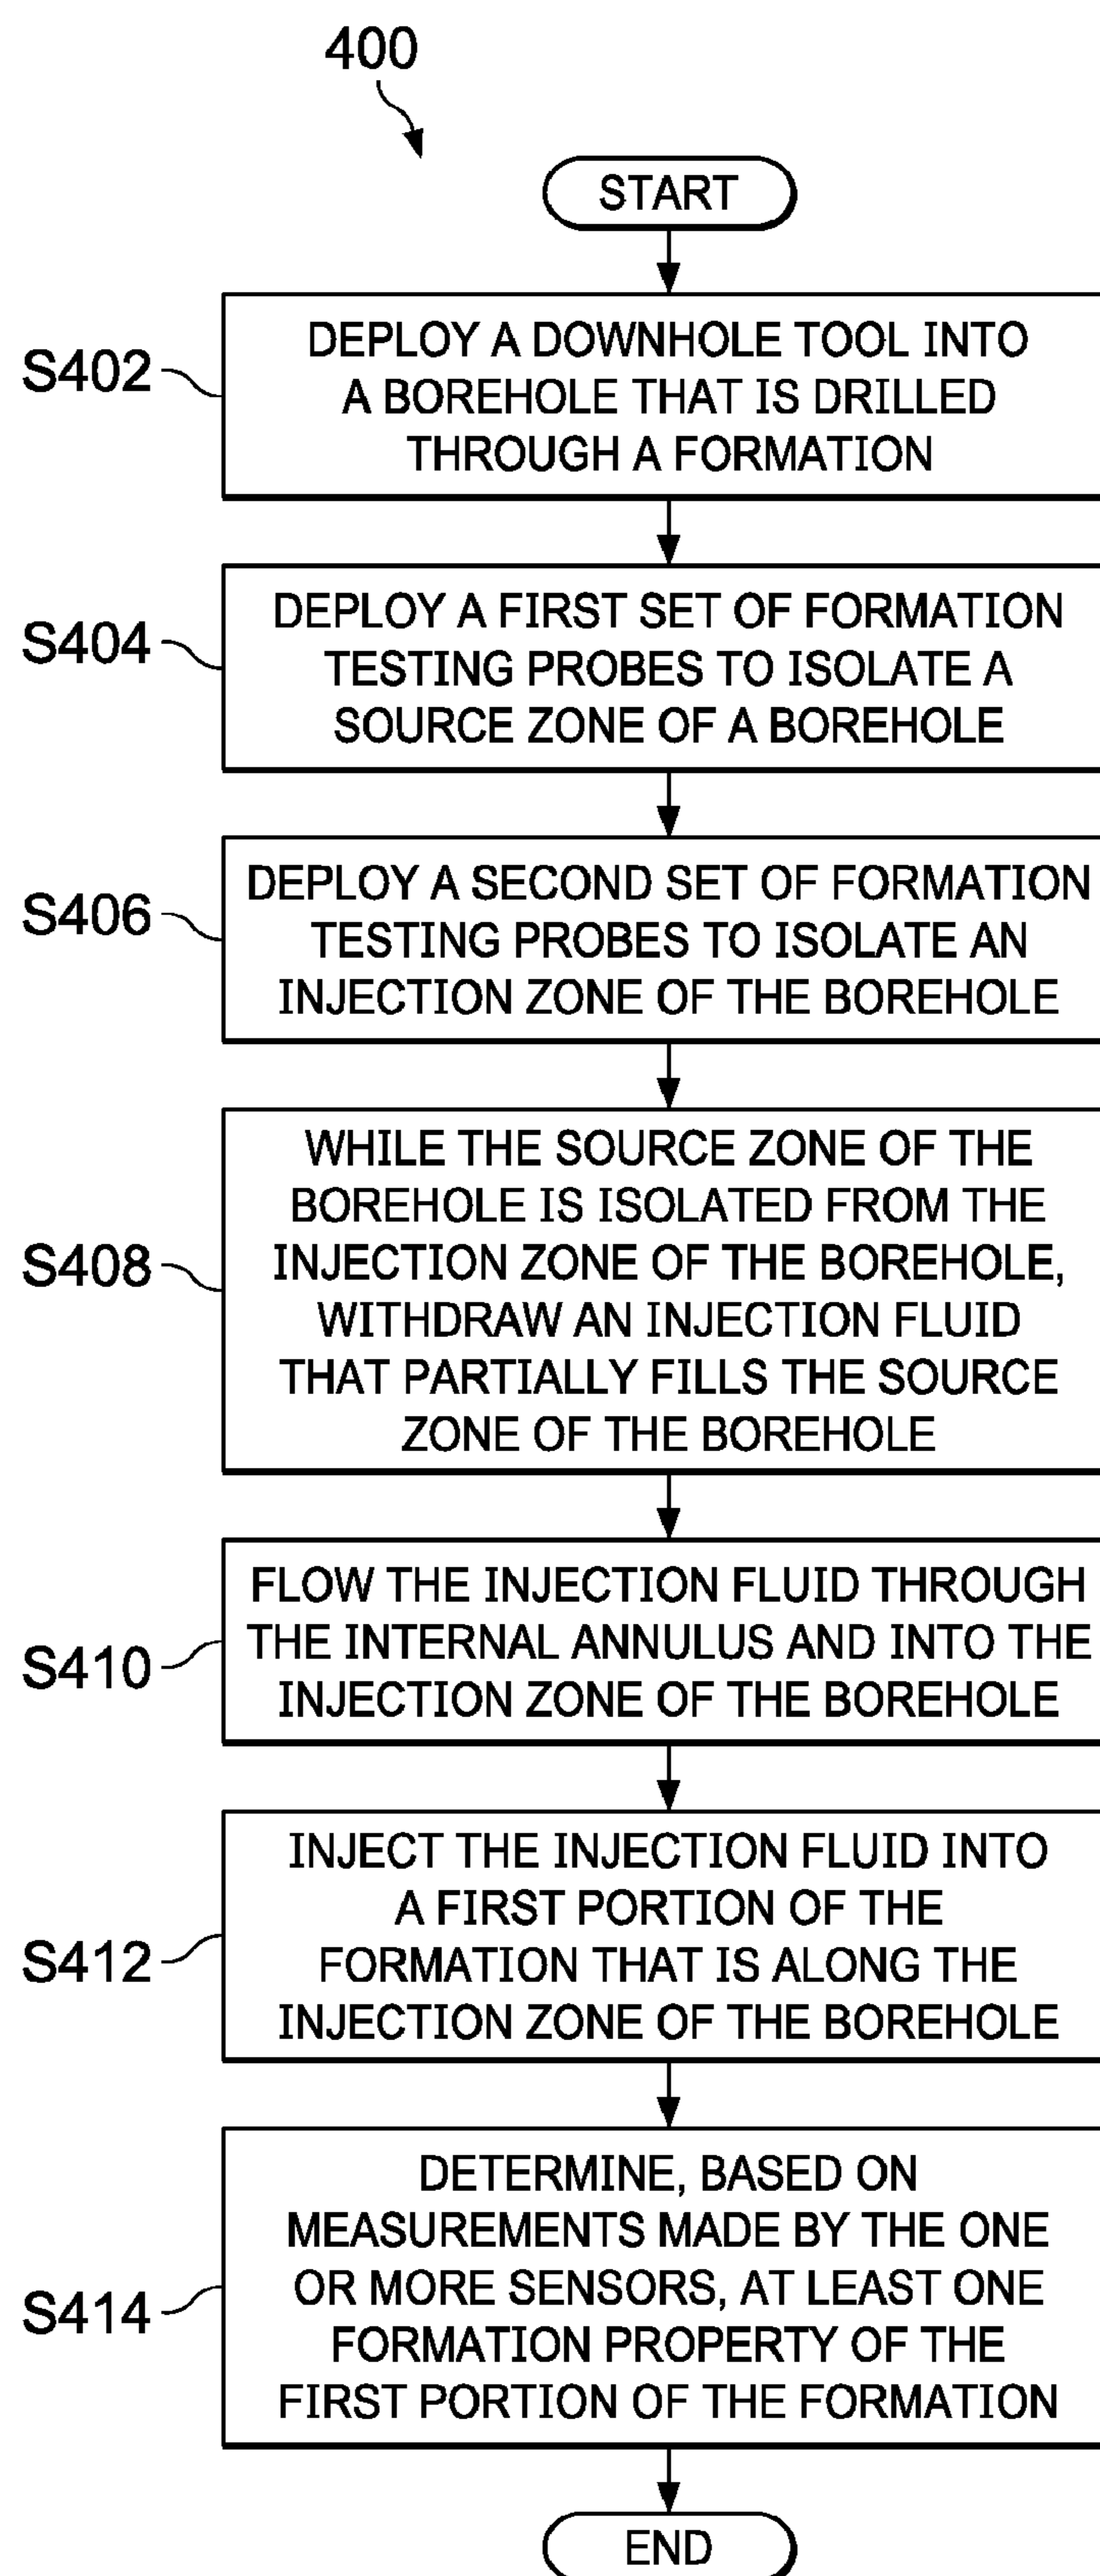 400
START
S402
DEPLOY A DOWNHOLE TOOL INTO
A BOREHOLE THAT IS DRILLED
THROUGH A FORMATION
S404
DEPLOY A FIRST SET OF FORMATION
TESTING PROBES TO ISOLATE A
SOURCE ZONE OF A BOREHOLE
S406
DEPLOY A SECOND SET OF FORMATION
TESTING PROBES TO ISOLATE AN
INJECTION ZONE OF THE BOREHOLE
S408
WHILE THE SOURCE ZONE OF THE
BOREHOLE IS ISOLATED FROM THE
INJECTION ZONE OF THE BOREHOLE,
WITHDRAW AN INJECTION FLUID
THAT PARTIALLY FILLS THE SOURCE
ZONE OF THE BOREHOLE
S410
FLOW THE INJECTION FLUID THROUGH
THE INTERNAL ANNULUS AND INTO THE
INJECTION ZONE OF THE BOREHOLE
S412
INJECT THE INJECTION FLUID INTO
A FIRST PORTION OF THE
FORMATION THAT IS ALONG THE
INJECTION ZONE OF THE BOREHOLE
S414
DETERMINE, BASED ON
MEASUREMENTS MADE BY THE ONE
OR MORE SENSORS, AT LEAST ONE
FORMATION PROPERTY OF THE
FIRST PORTION OF THE FORMATION
END